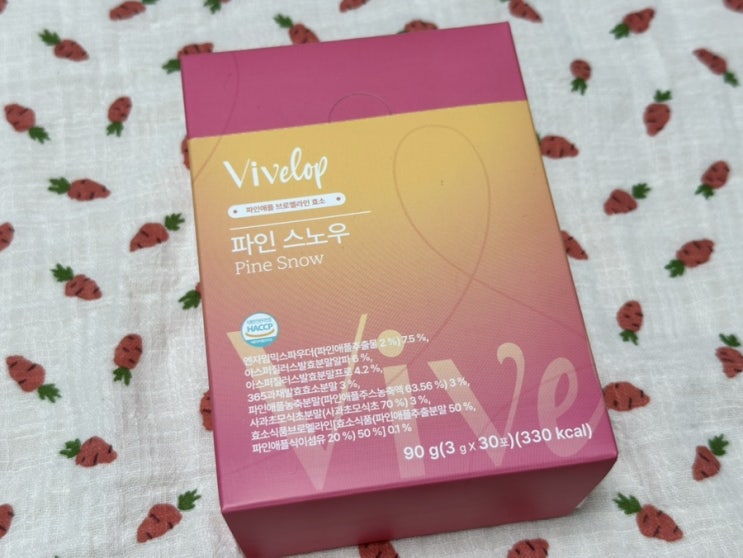 Vivelop
파인애플 브로멜라인 효소
파인 스노우
Pine Snow
HACCP
엔자임믹스파우더(파인애플추출물 2 %) 7.5 %,
아스퍼질러스발효분말알파 6 %,
아스퍼질러스발효분말프로 4.2 %,
365과채발효효소분말 3 %,
파인애플농축분말(파인애플주스농축액 63.56 %) 3 %,
사과초모식초분말(사과초모식초 70 %) 3 %,
효소식품브로멜라인[효소식품(파인애플추출분말 50 %,
파인애플식이섬유 20 %) 50 %] 0.1 %
90 g(3 g X 30포)(330 kcal)
Vive